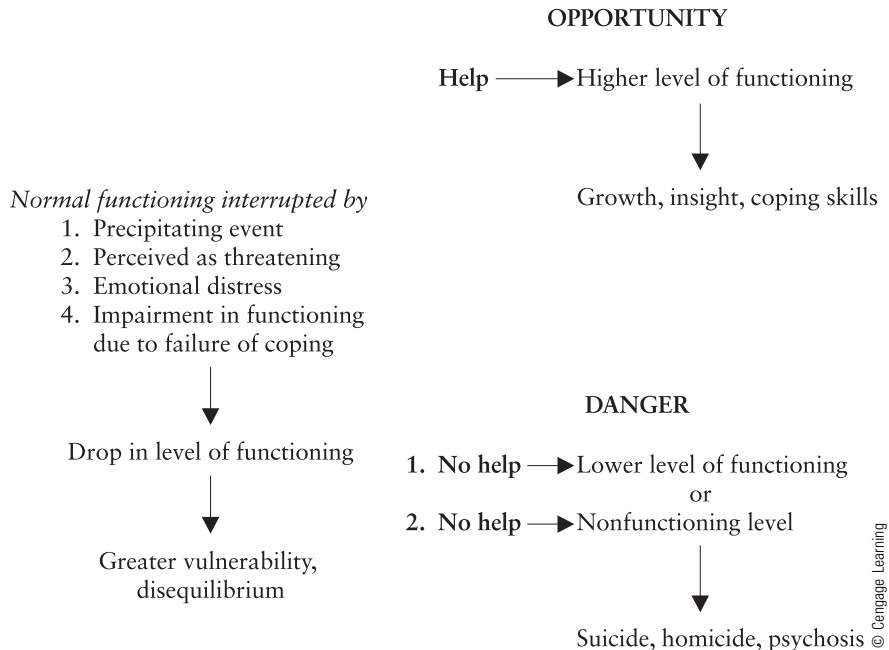 OPPORTUNITY
Help
Higher level of functioning
Growth, insight, coping skills
Normal functioning interrupted by
1. Precipitating event
2. Perceived as threatening
3. Emotional distress
4. Impairment in functioning
due to failure of coping
Drop in level of functioning
Greater vulnerability,
disequilibrium
DANGER
1. No help
Lower level of functioning
or
2. No help
Nonfunctioning level
Suicide, homicide, psychosis
© Cengage Learning